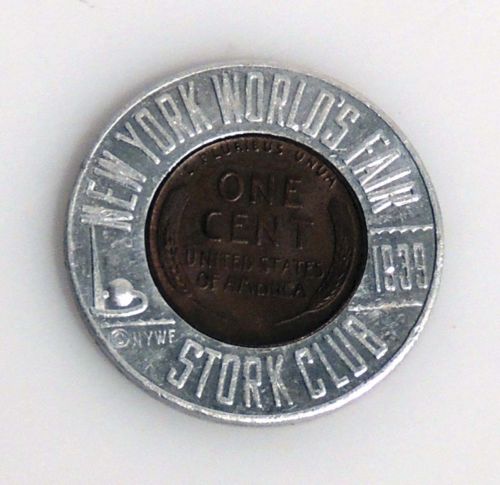 NEW YORK WORLD'S FAIR
1939
STORK CLUB
©NYWF
E PLURIBUS UNUM
ONE
CENT
UNITED STATES
OF AMERICA